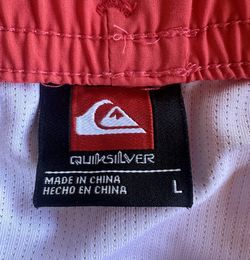 QUIKSILVER
MADE IN CHINA
HECHO EN CHINA
L